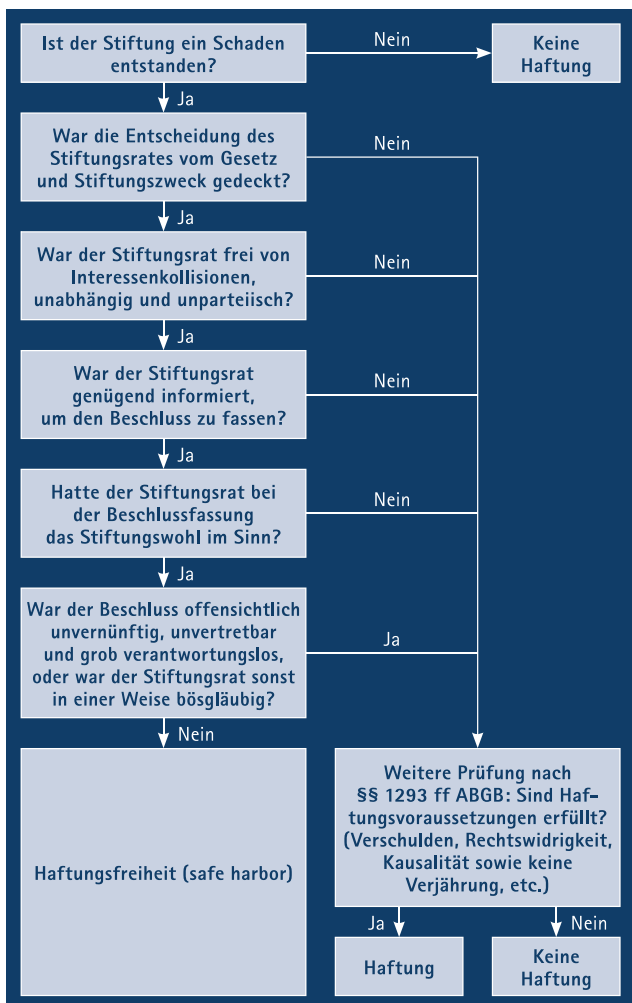 Ist der Stiftung ein Schaden
entstanden?
Nein
Keine
Haftung
Ja
War die Entscheidung des
Stiftungsrates vom Gesetz
und Stiftungszweck gedeckt?
Nein
Ja
War der Stiftungsrat frei von
Interessenkollisionen,
unabhängig und unparteiisch?
Nein
Ja
War der Stiftungsrat
genügend informiert,
um den Beschluss zu fassen?
Nein
Ja
Hatte der Stiftungsrat bei
der Beschlussfassung
das Stiftungswohl im Sinn?
Nein
Ja
War der Beschluss offensichtlich
unvernünftig, unvertretbar
und grob verantwortungslos,
oder war der Stiftungsrat sonst
in einer Weise bösgläubig?
Ja
Nein
Haftungsfreiheit (safe harbor)
Weitere Prüfung nach
§§ 1293 ff ABGB: Sind Haf-
tungsvoraussetzungen erfüllt?
(Verschulden, Rechtswidrigkeit,
Kausalität sowie keine
Verjährung, etc.)
Ja
Nein
Haftung
Keine
Haftung